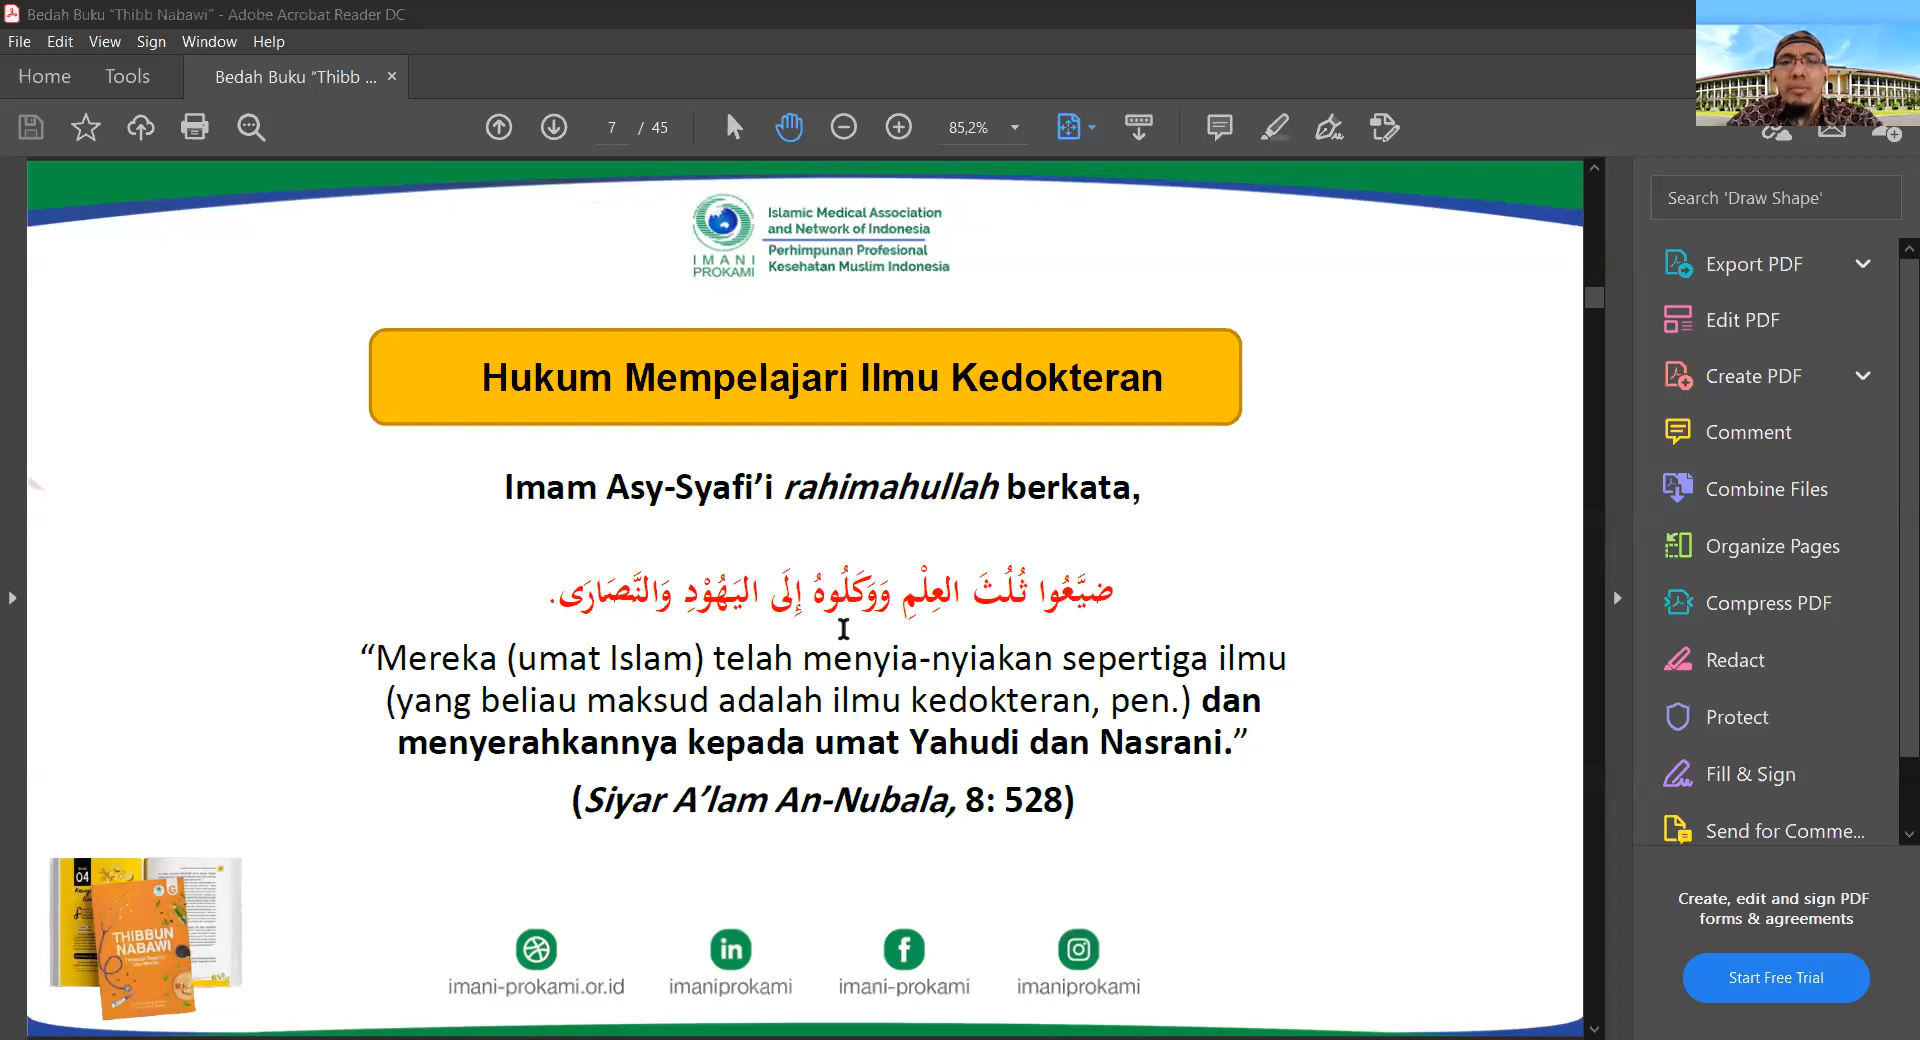 Bedah Buku “Thibb Nabawi” - Adobe Acrobat Reader DC
File Edit View Sign Window Help
Home Tools Bedah Buku “Thibb ... ×
7 / 45 85,2%
Search 'Draw Shape'
Islamic Medical Association
and Network of Indonesia
Perhimpunan Profesional
Kesehatan Muslim Indonesia
IMANI
PROKAMI
Hukum Mempelajari Ilmu Kedokteran
Imam Asy-Syafi’i rahimahullah berkata,
ضيَّعُوا ثُلُثَ العِلْمِ وَوَكَلُوهُ إِلَى اليَهُوْدِ وَالنَّصَارَى.
“Mereka (umat Islam) telah menyia-nyiakan sepertiga ilmu
(yang beliau maksud adalah ilmu kedokteran, pen.) dan
menyerahkannya kepada umat Yahudi dan Nasrani.”
(Siyar A’lam An-Nubala, 8: 528)
04
THIBBUN
NABAWI
imani-prokami.or.id imaniprokami imani-prokami imaniprokami
Export PDF
Edit PDF
Create PDF
Comment
Combine Files
Organize Pages
Compress PDF
Redact
Protect
Fill & Sign
Send for Comme...
Create, edit and sign PDF
forms & agreements
Start Free Trial